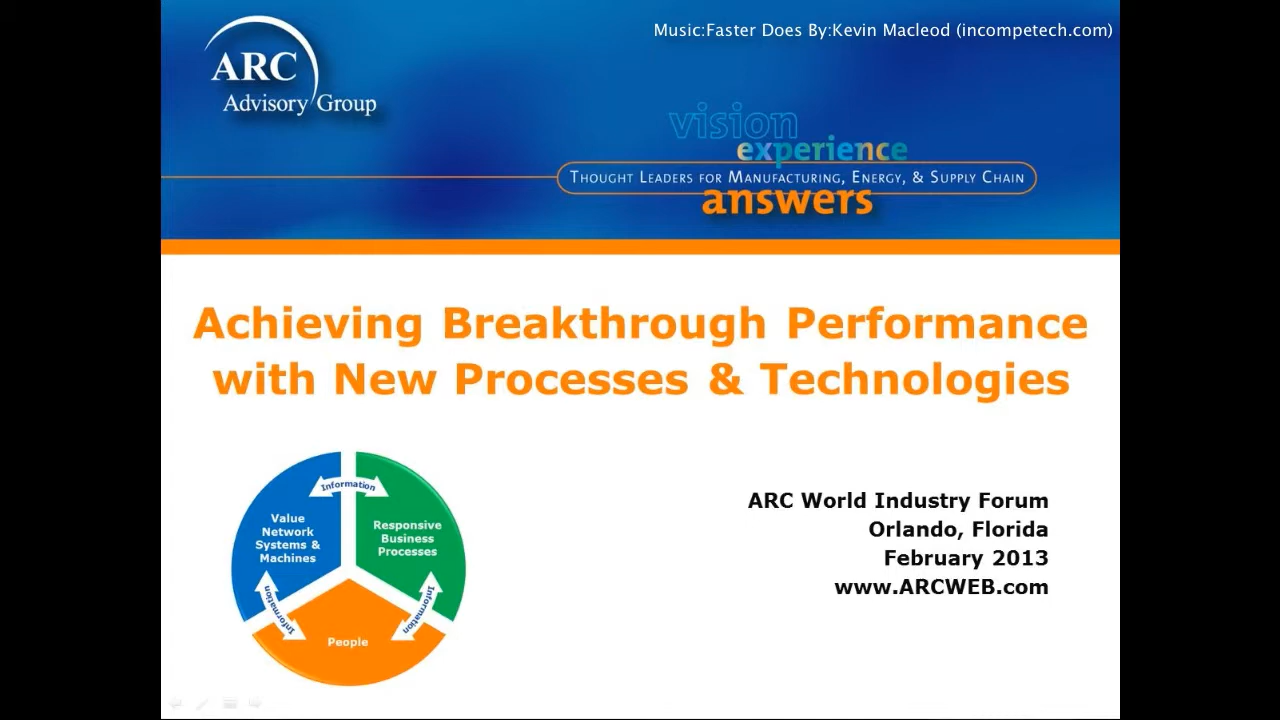 Music:Faster Does By:Kevin Macleod (incompetech.com)
ARC
Advisory Group
vision
experience
THOUGHT LEADERS FOR MANUFACTURING, ENERGY, & SUPPLY CHAIN
answers
Achieving Breakthrough Performance
with New Processes & Technologies
Information
Value
Network
Systems &
Machines
Responsive
Business
Processes
Information
Information
People
ARC World Industry Forum
Orlando, Florida
February 2013
www.ARCWEB.com